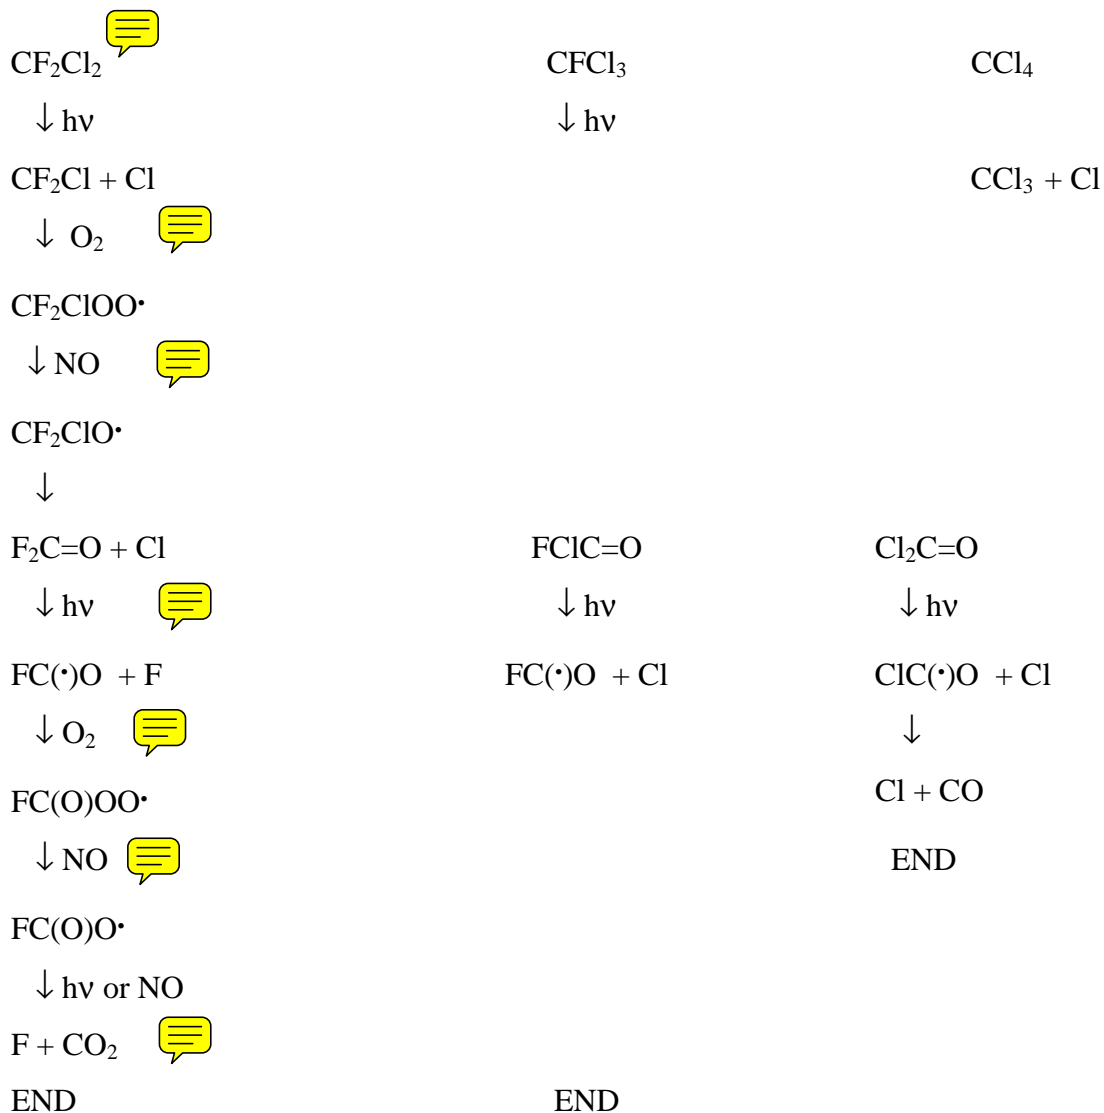 CF₂Cl₂ CFCl₃ CCl₄
↓ hν ↓ hν
CF₂Cl + Cl CCl₃ + Cl
↓ O₂
CF₂ClOO•
↓ NO
CF₂ClO•
↓
F₂C=O + Cl FClC=O Cl₂C=O
↓ hν ↓ hν ↓ hν
FC(•)O + F FC(•)O + Cl ClC(•)O + Cl
↓ O₂ ↓
FC(O)OO• Cl + CO
↓ NO END
FC(O)O•
↓ hν or NO
F + CO₂
END END